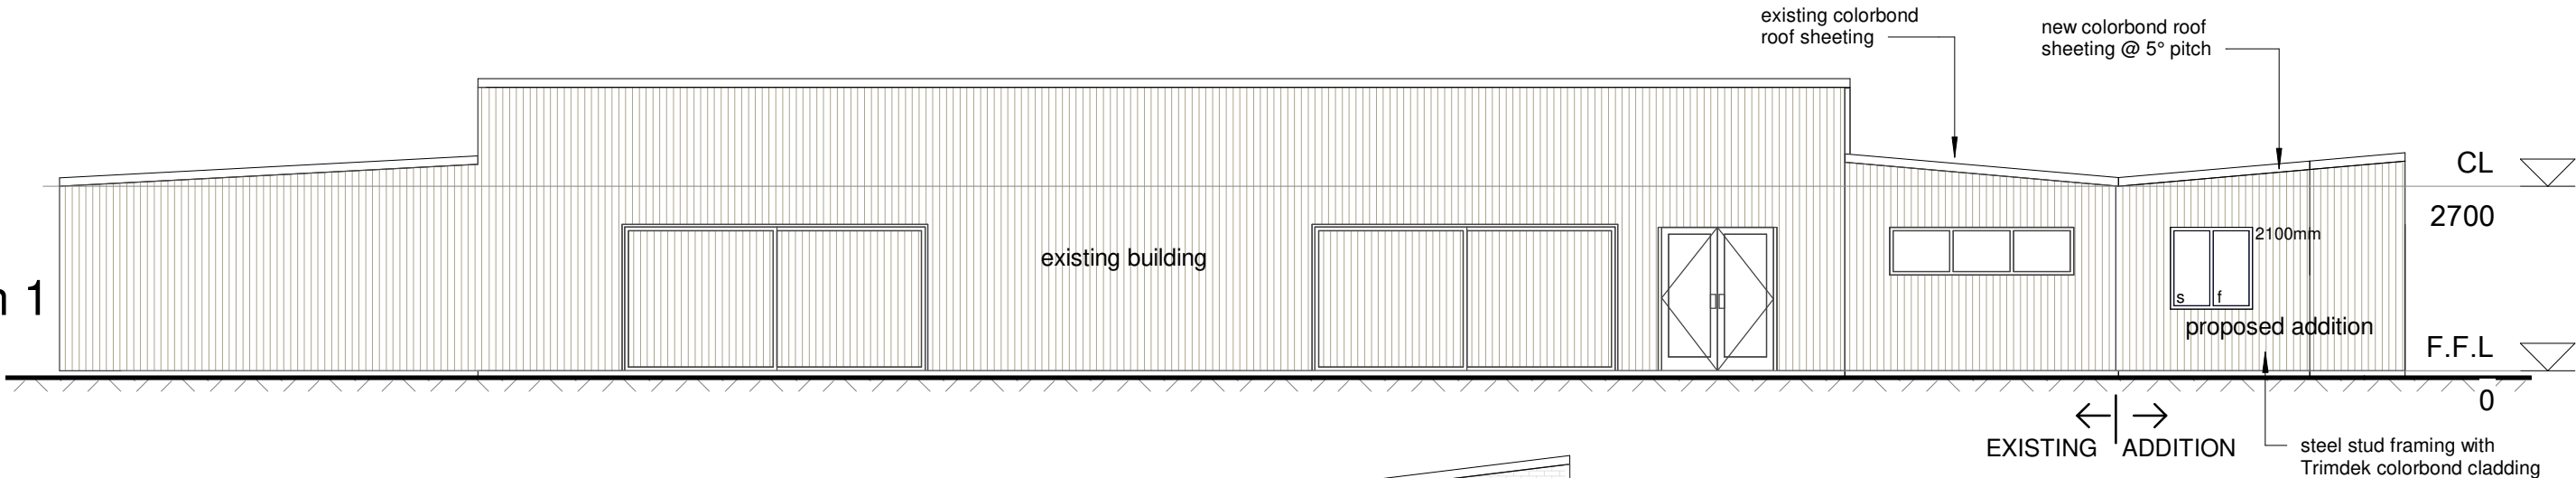 existing colorbond
roof sheeting
new colorbond roof
sheeting @ 5° pitch
CL
2700
2100mm
existing building
n 1
s f
proposed addition
F.F.L
0
EXISTING ADDITION
steel stud framing with
Trimdek colorbond cladding